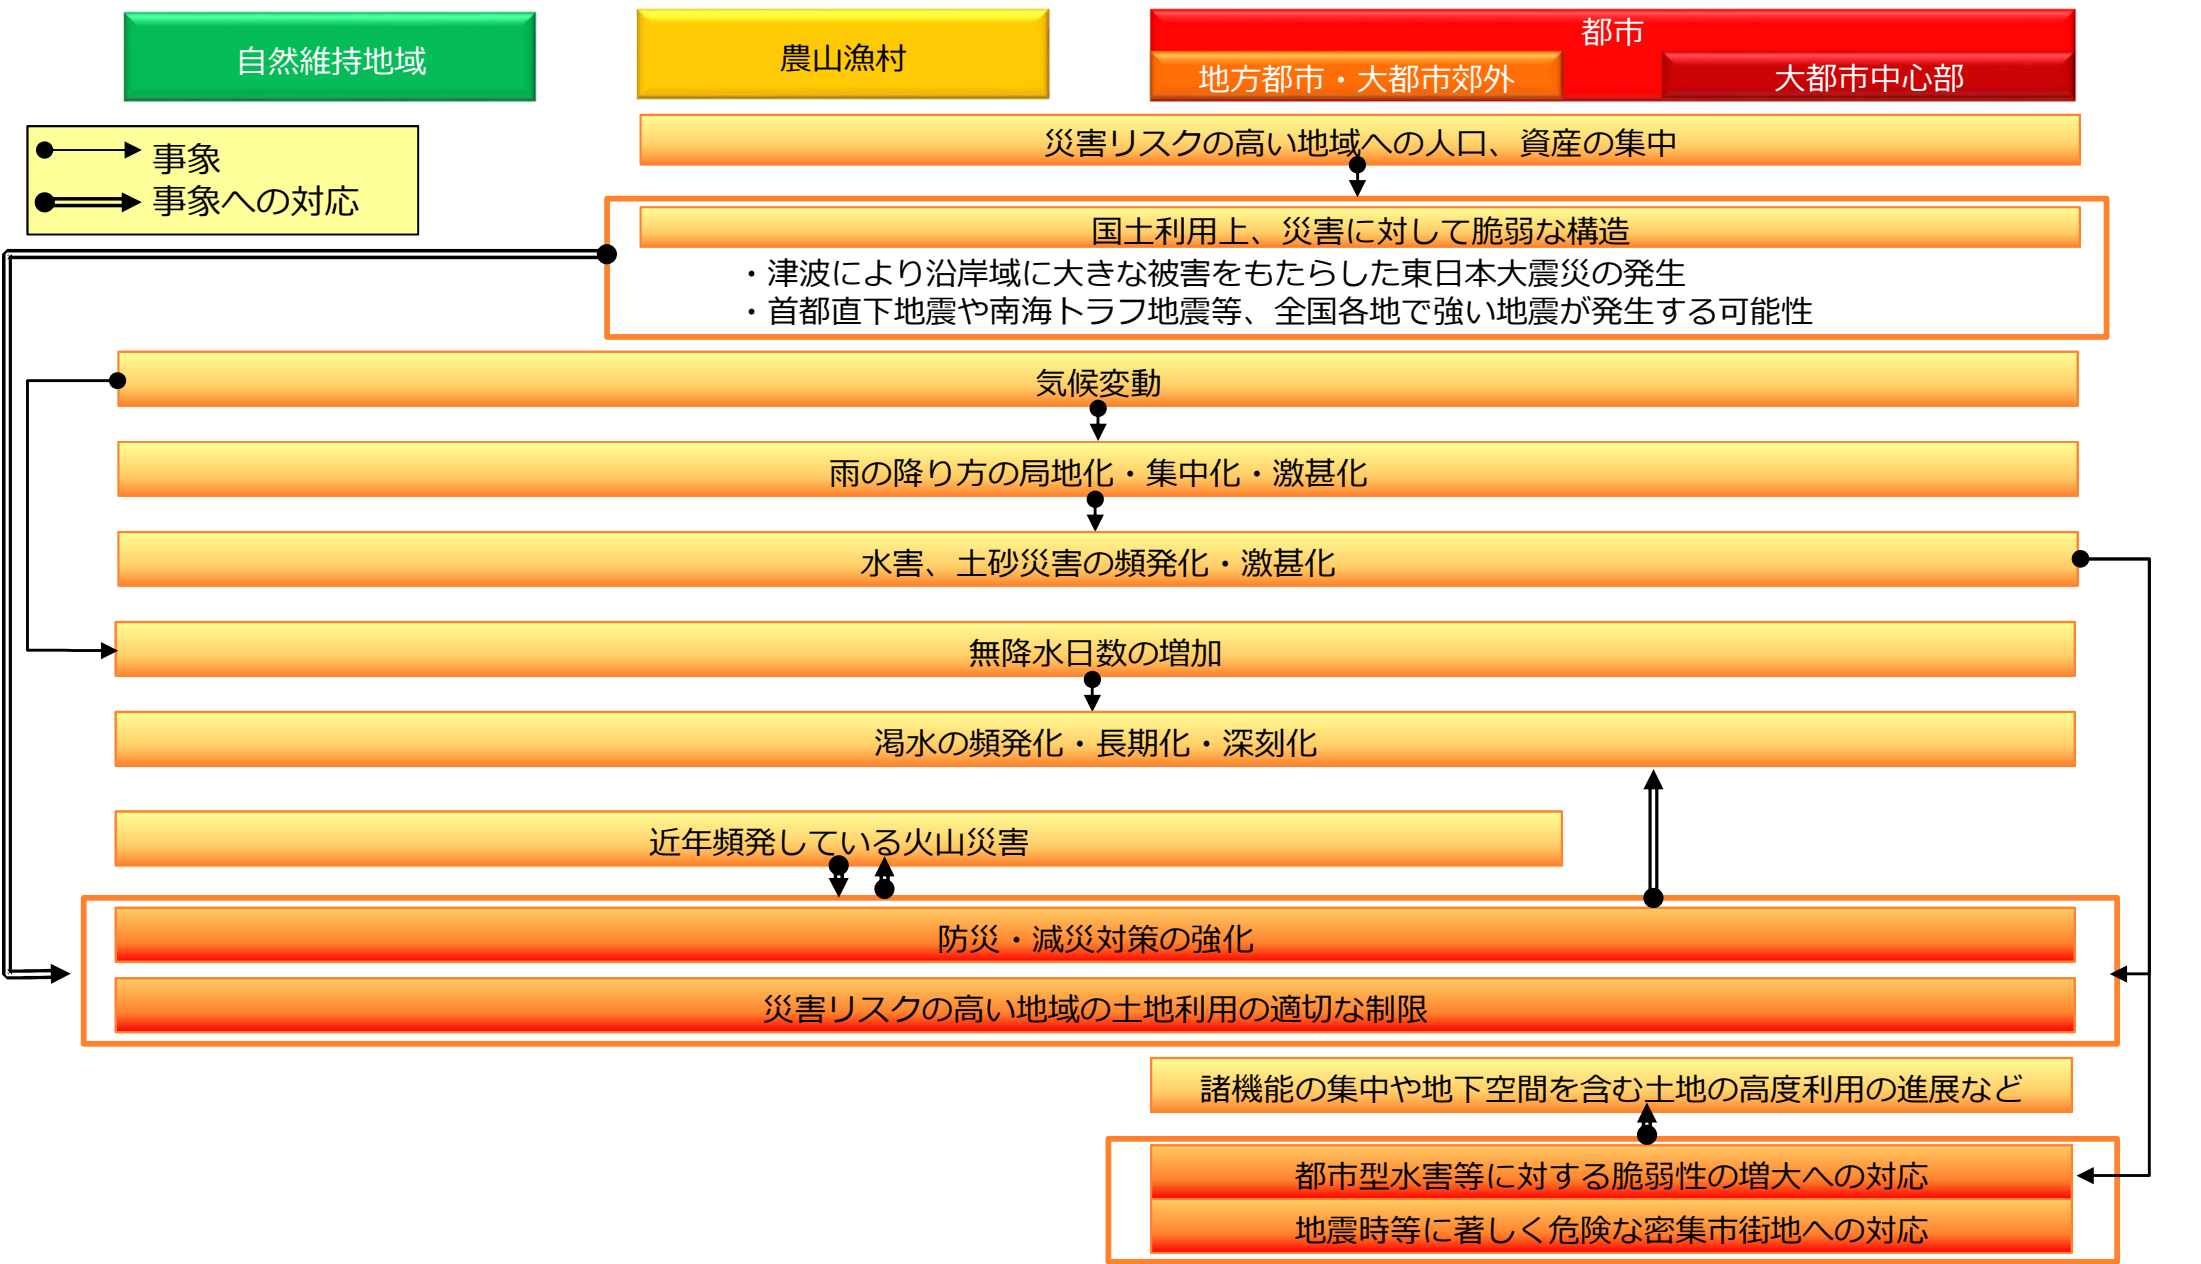 自然維持地域
農山漁村
都市
地方都市・大都市郊外
大都市中心部
事象
事象への対応
災害リスクの高い地域への人口、資産の集中
国土利用上、災害に対して脆弱な構造
・津波により沿岸域に大きな被害をもたらした東日本大震災の発生
・首都直下地震や南海トラフ地震等、全国各地で強い地震が発生する可能性
気候変動
雨の降り方の局地化・集中化・激甚化
水害、土砂災害の頻発化・激甚化
無降水日数の増加
渇水の頻発化・長期化・深刻化
近年頻発している火山災害
防災・減災対策の強化
災害リスクの高い地域の土地利用の適切な制限
諸機能の集中や地下空間を含む土地の高度利用の進展など
都市型水害等に対する脆弱性の増大への対応
地震時等に著しく危険な密集市街地への対応